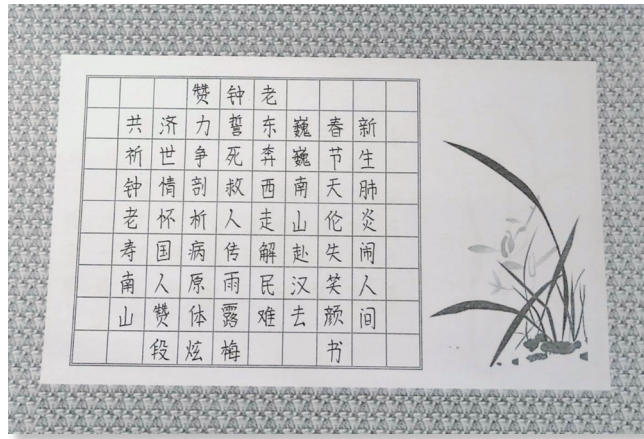 赞钟老
新生肺炎闹人间
春节天伦失笑颜
巍巍南山赴汉去
东奔西走解民难
誓死救人传雨露
力争剖析病原体
济世情怀国人赞
共祈钟老寿南山
段炫梅 书